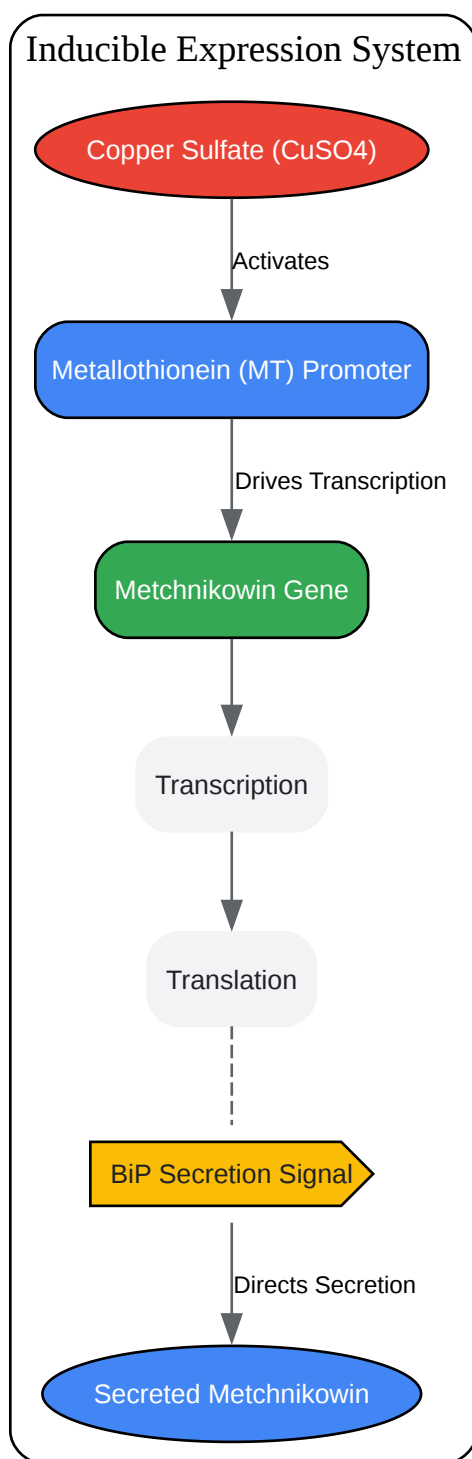 Inducible Expression System
Copper Sulfate (CuSO4)
Activates
Metallothionein (MT) Promoter
Drives Transcription
Metchnikowin Gene
Transcription
Translation
BiP Secretion Signal
Directs Secretion
Secreted Metchnikowin